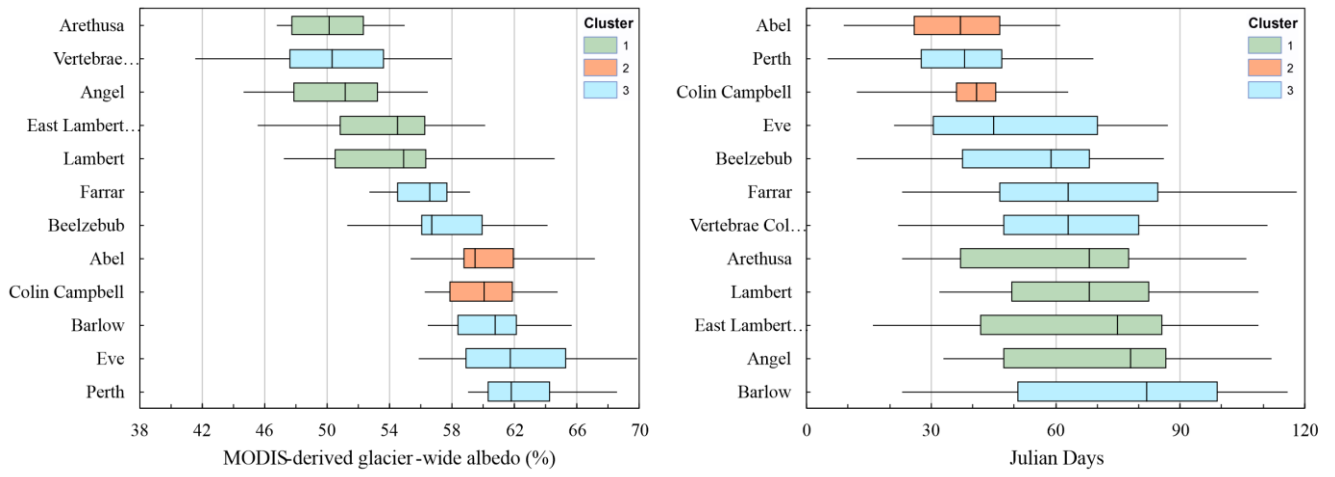 Arethusa
Vertebrae…
Angel
East Lambert…
Lambert
Farrar
Beelzebub
Abel
Colin Campbell
Barlow
Eve
Perth
Cluster
1
2
3
38 42 46 50 54 58 62 66 70
MODIS-derived glacier-wide albedo (%)
Abel
Perth
Colin Campbell
Eve
Beelzebub
Farrar
Vertebrae Col…
Arethusa
Lambert
East Lambert…
Angel
Barlow
Cluster
1
2
3
0 30 60 90 120
Julian Days